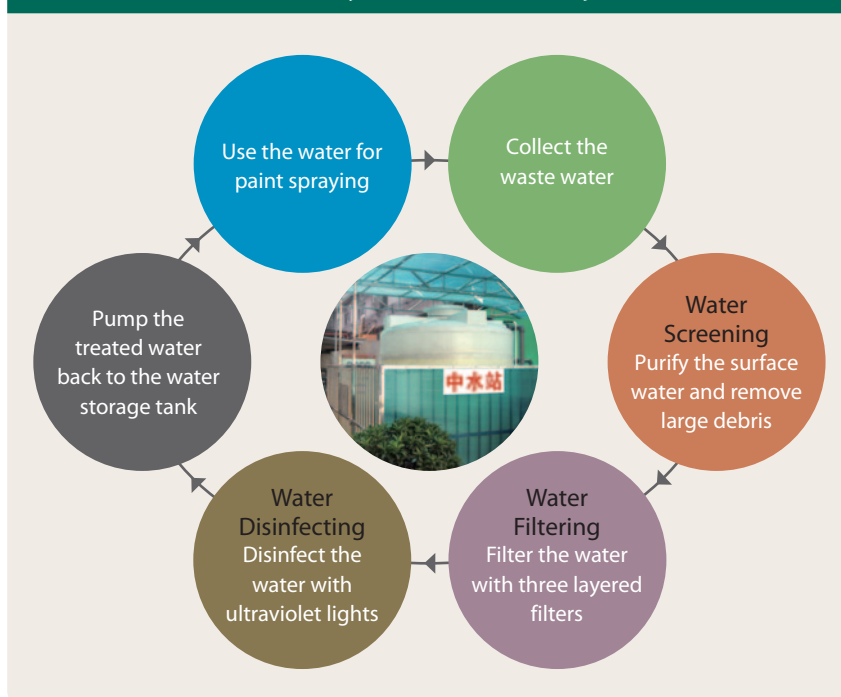 Use the water for
paint spraying
Collect the
waste water
Water
Screening
Purify the surface
water and remove
large debris
Water
Filtering
Filter the water
with three layered
filters
Water
Disinfecting
Disinfect the
water with
ultraviolet lights
Pump the
treated water
back to the water
storage tank
中水站